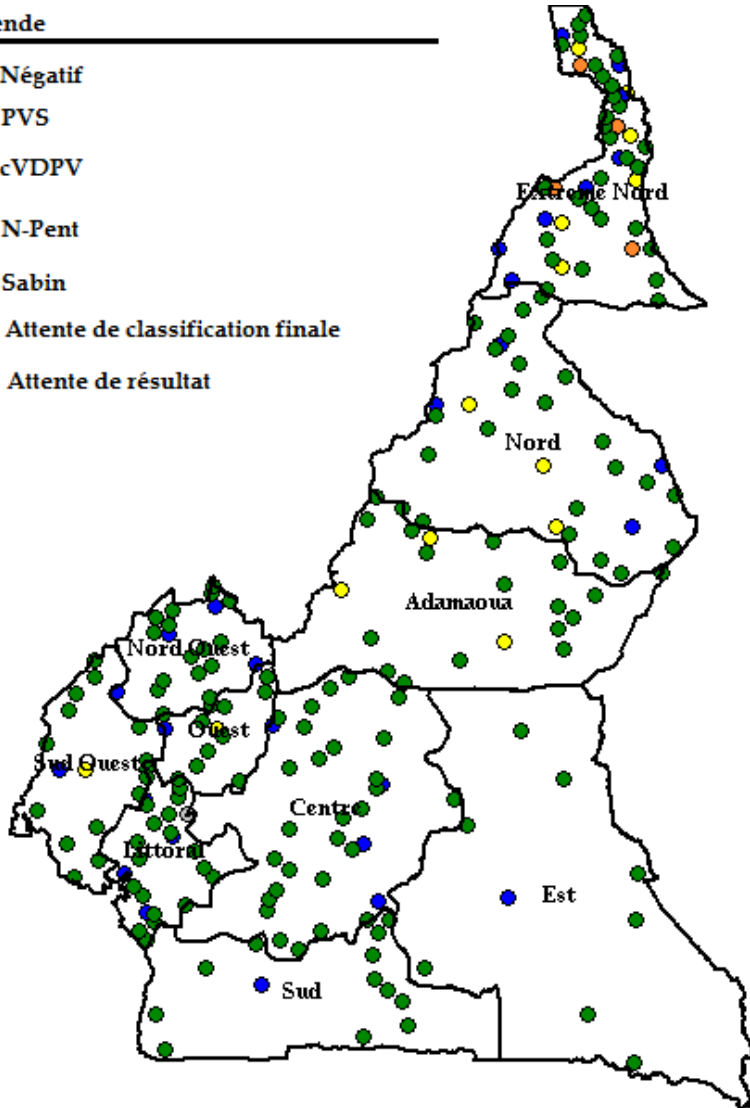 ende
Négatif
PVS
cVDPV
N-Pent
Sabin
Attente de classification finale
Attente de résultat
Extreme Nord
Nord
Adamaoua
Nord Ouest
Ouest
Sud Ouest
Centre
Littoral
Est
Sud